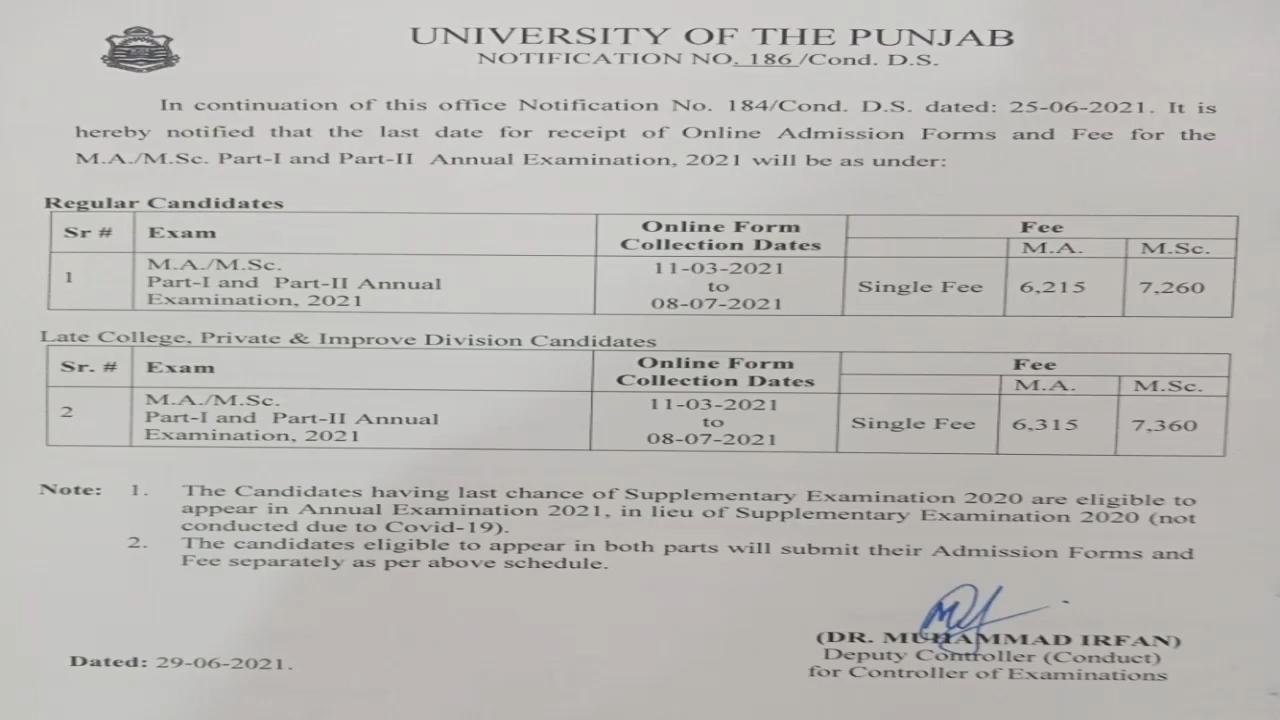 UNIVERSITY OF THE PUNJAB
NOTIFICATION NO. 186 /Cond. D.S.
In continuation of this office Notification No. 184/Cond. D.S. dated: 25-06-2021. It is
hereby notified that the last date for receipt of Online Admission Forms and Fee for the
M.A./M.Sc. Part-I and Part-II Annual Examination, 2021 will be as under:
Regular Candidates
Sr # Exam Online Form Collection Dates Fee
M.A. M.Sc.
1 M.A./M.Sc. Part-I and Part-II Annual Examination, 2021 11-03-2021 to 08-07-2021 Single Fee 6,215 7,260
Late College, Private & Improve Division Candidates
Sr. # Exam Online Form Collection Dates Fee
M.A. M.Sc.
2 M.A./M.Sc. Part-I and Part-II Annual Examination, 2021 11-03-2021 to 08-07-2021 Single Fee 6,315 7,360
Note: 1. The Candidates having last chance of Supplementary Examination 2020 are eligible to
appear in Annual Examination 2021, in lieu of Supplementary Examination 2020 (not
conducted due to Covid-19).
2. The candidates eligible to appear in both parts will submit their Admission Forms and
Fee separately as per above schedule.
(DR. MUHAMMAD IRFAN)
Deputy Controller (Conduct)
for Controller of Examinations
Dated: 29-06-2021.